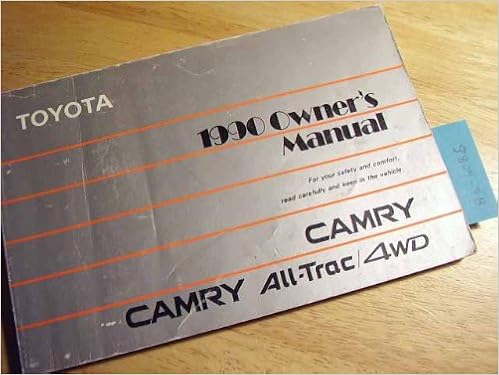 TOYOTA
1990 Owner's
Manual
For your safety and comfort,
read carefully and keep in the vehicle.
CAMRY
CAMRY All-Trac/4WD